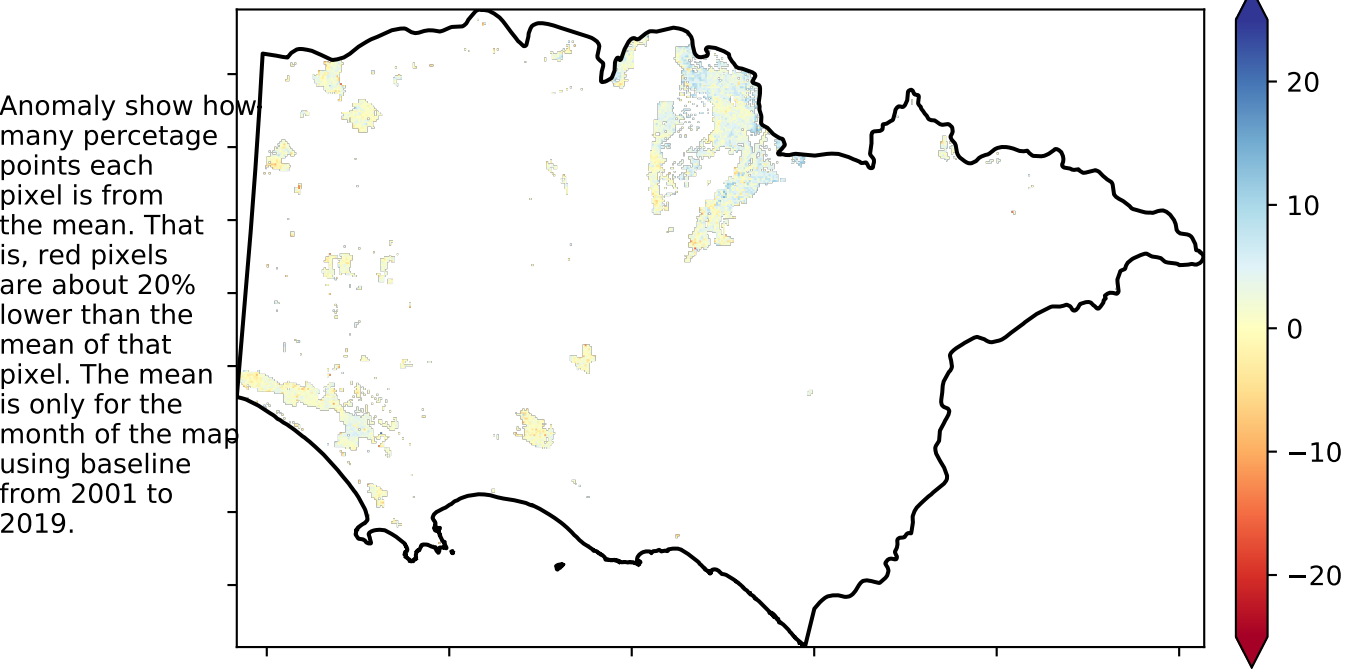 Anomaly show how
many percetage
points each
pixel is from
the mean. That
is, red pixels
are about 20%
lower than the
mean of that
pixel. The mean
is only for the
month of the map
using baseline
from 2001 to
2019.
20
10
0
−10
−20